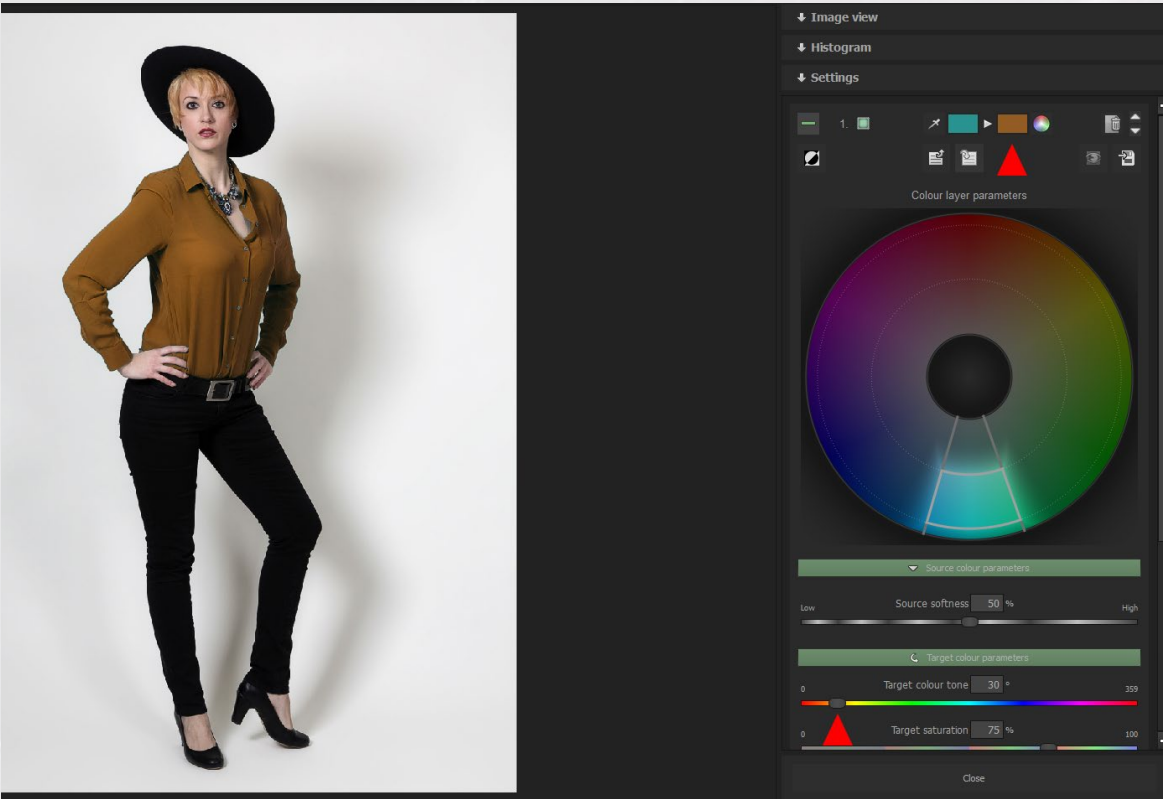 Image view
Histogram
Settings
1.
Colour layer parameters
Source colour parameters
Source softness 50 %
Low High
Target colour parameters
Target colour tone 30 °
0 359
Target saturation 75 %
0 100
Close